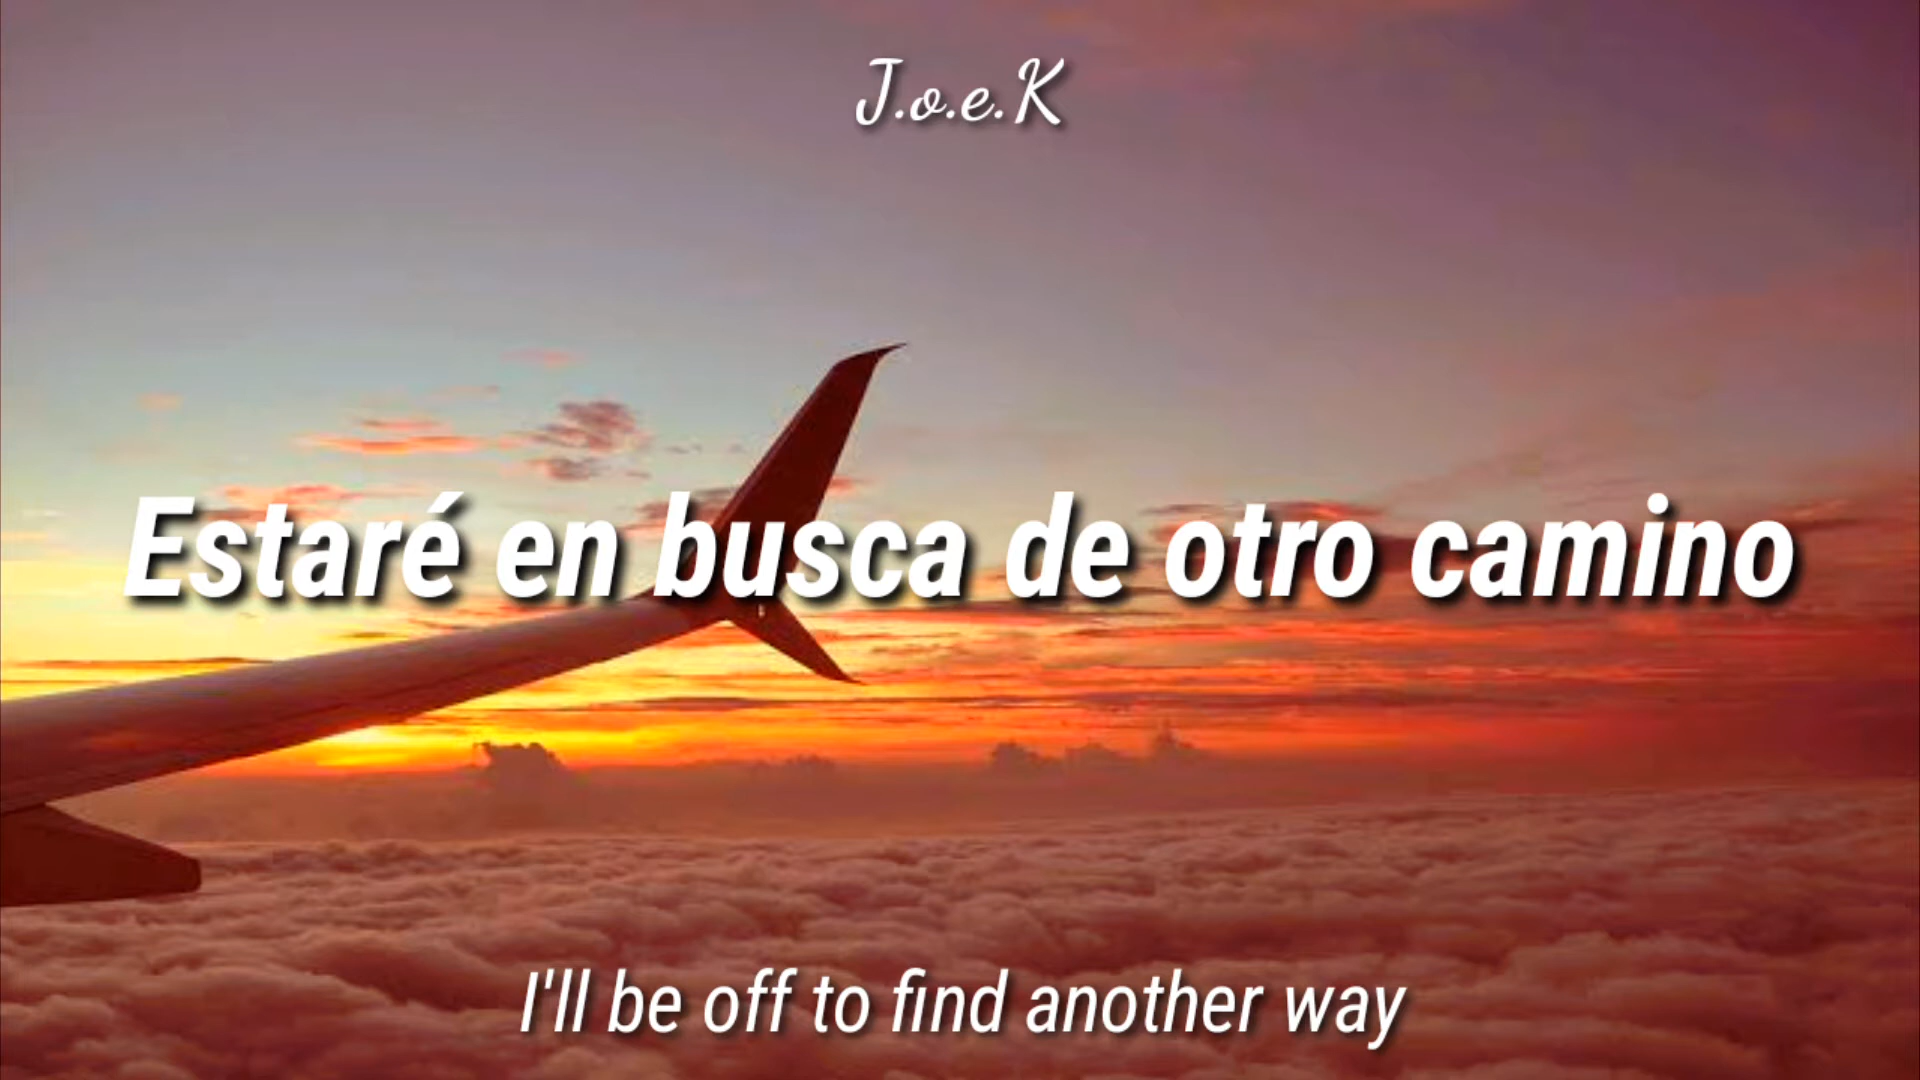 J.o.e.K
Estaré en busca de otro camino
I'll be off to find another way